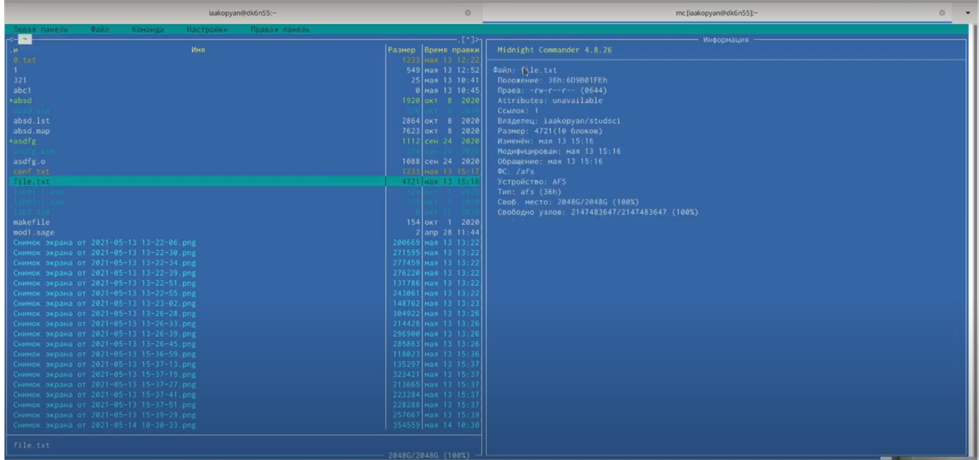 iaakopyan@dk6n55:~
mc [iaakopyan@dk6n55]:~
Левая панель Файл Команда Настройки Правая панель
.и Имя Размер Время правки
0.txt 1233 мая 13 12:22
1 549 мая 13 12:52
321 25 мая 13 10:41
abc1 0 мая 13 10:45
*absd 1920 окт 8 2020
absd.lst 2864 окт 8 2020
absd.map 7623 окт 8 2020
*asdfg 1112 сен 24 2020
asdfg.o 1088 сен 24 2020
conf.txt 1233 мая 13 15:17
file.txt 4721 мая 13 15:16
makefile 154 окт 1 2020
mod1.sage 2 апр 28 11:44
Снимок экрана от 2021-05-13 13-22-06.png 200669 мая 13 13:22
Снимок экрана от 2021-05-13 13-22-30.png 271595 мая 13 13:22
Снимок экрана от 2021-05-13 13-22-34.png 277459 мая 13 13:22
Снимок экрана от 2021-05-13 13-22-39.png 276220 мая 13 13:22
Снимок экрана от 2021-05-13 13-22-51.png 131786 мая 13 13:22
Снимок экрана от 2021-05-13 13-22-55.png 243061 мая 13 13:22
Снимок экрана от 2021-05-13 13-23-02.png 148762 мая 13 13:23
Снимок экрана от 2021-05-13 13-26-28.png 304922 мая 13 13:26
Снимок экрана от 2021-05-13 13-26-33.png 214428 мая 13 13:26
Снимок экрана от 2021-05-13 13-26-39.png 296900 мая 13 13:26
Снимок экрана от 2021-05-13 13-26-45.png 285863 мая 13 13:26
Снимок экрана от 2021-05-13 15-36-59.png 118023 мая 13 15:36
Снимок экрана от 2021-05-13 15-37-13.png 135297 мая 13 15:37
Снимок экрана от 2021-05-13 15-37-19.png 323421 мая 13 15:37
Снимок экрана от 2021-05-13 15-37-27.png 313665 мая 13 15:37
Снимок экрана от 2021-05-13 15-37-41.png 223284 мая 13 15:37
Снимок экрана от 2021-05-13 15-37-51.png 228288 мая 13 15:37
Снимок экрана от 2021-05-13 15-39-29.png 257667 мая 13 15:39
Снимок экрана от 2021-05-14 10-30-33.png 354559 мая 14 10:30
file.txt
2048G/2048G (100%)
Информация
Midnight Commander 4.8.26
Файл: file.txt
Положение: 36h:6D9B01FEh
Права: -rw-r--r-- (0644)
Attributes: unavailable
Ссылок: 1
Владелец: iaakopyan/studsci
Размер: 4721(10 блоков)
Изменён: мая 13 15:16
Модифицирован: мая 13 15:16
Обращение: мая 13 15:16
ФС: /afs
Устройство: AFS
Тип: afs (36h)
Своб. место: 2048G/2048G (100%)
Свободно узлов: 2147483647/2147483647 (100%)